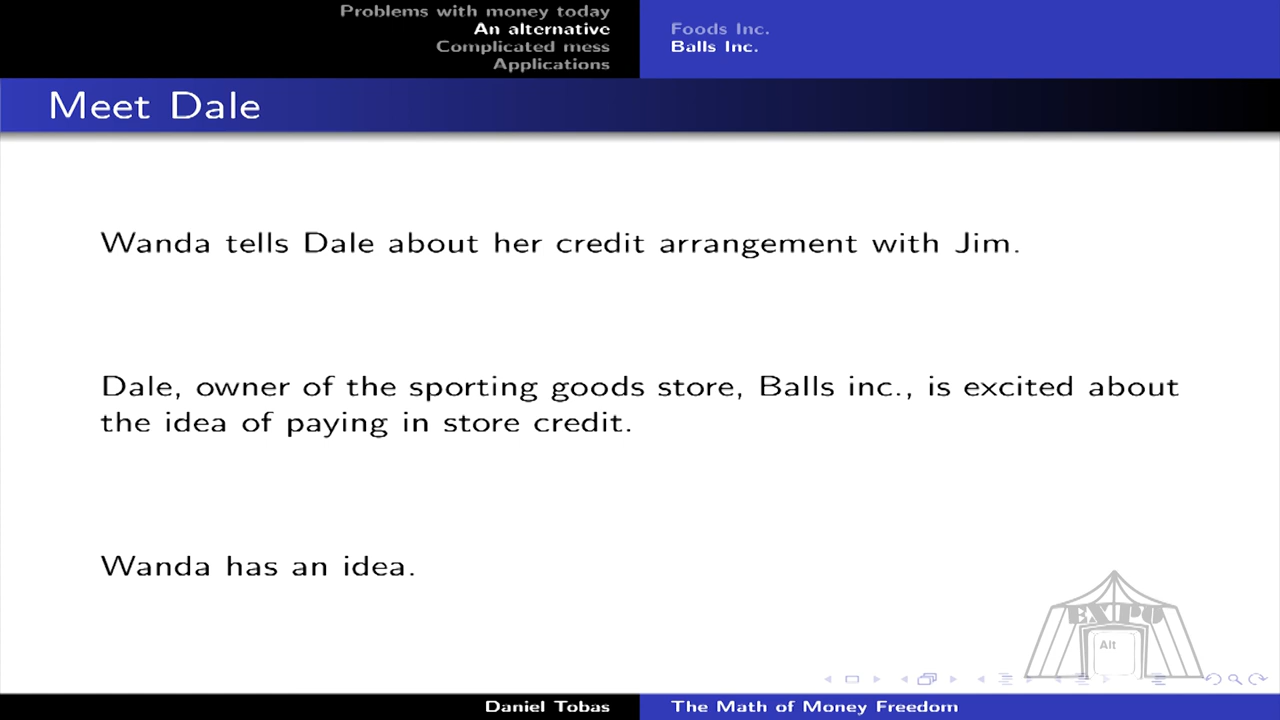 Problems with money today
An alternative
Complicated mess
Applications
Foods Inc.
Balls Inc.
Meet Dale
Wanda tells Dale about her credit arrangement with Jim.
Dale, owner of the sporting goods store, Balls inc., is excited about
the idea of paying in store credit.
Wanda has an idea.
EXPO
Alt
Daniel Tobas
The Math of Money Freedom